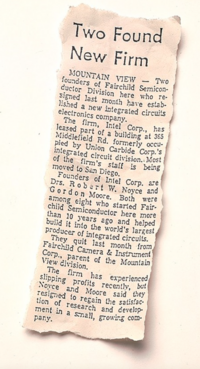 Two Found
New Firm
MOUNTAIN VIEW — Two
founders of Fairchild Semicon-
ductor Division here who re-
signed last month have estab-
lished a new integrated circuits
electronics company.
The firm, Intel Corp., has
leased part of a building at 365
Middlefield Rd. formerly occu-
pied by Union Carbide Corp.'s
integrated circuit division. Most
of the firm's staff is being
moved to San Diego.
Founders of Intel Corp. are
Drs. Robert W. Noyce and
Gordon Moore. Both were
among eight who started Fair-
child Semiconductor here more
than 10 years ago and helped
build it into the world's largest
producer of integrated circuits.
They quit last month from
Fairchild Camera & Instrument
Corp., parent of the Mountain
View division.
The firm has experienced
slipping profits recently, but
Noyce and Moore said they
resigned to regain the satisfac-
tion of research and develop-
ment in a small, growing com-
pany.